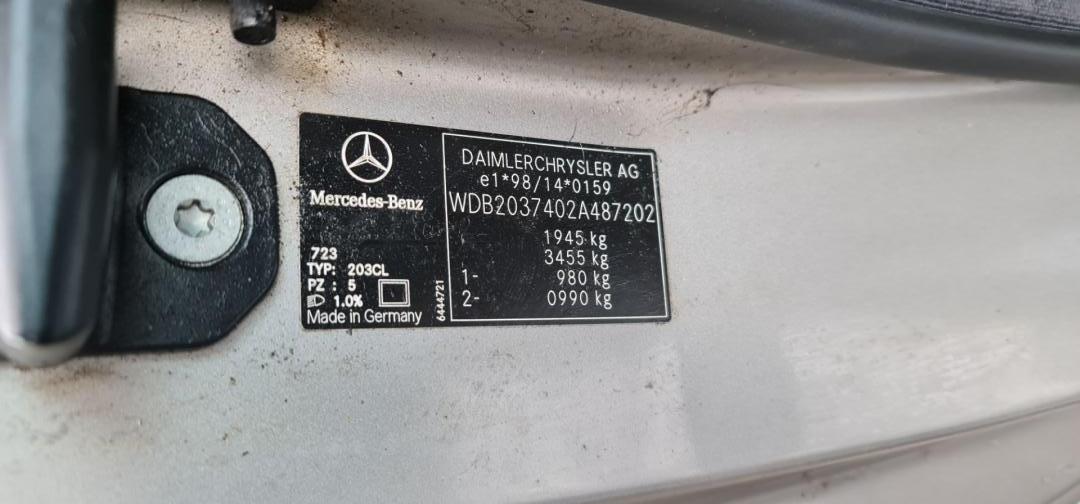 Mercedes-Benz
723
TYP: 203CL
PZ : 5
1.0%
Made in Germany
6444721
DAIMLERCHRYSLER AG
e1*98/14*0159
WDB2037402A487202
1945 kg
3455 kg
1- 980 kg
2- 0990 kg